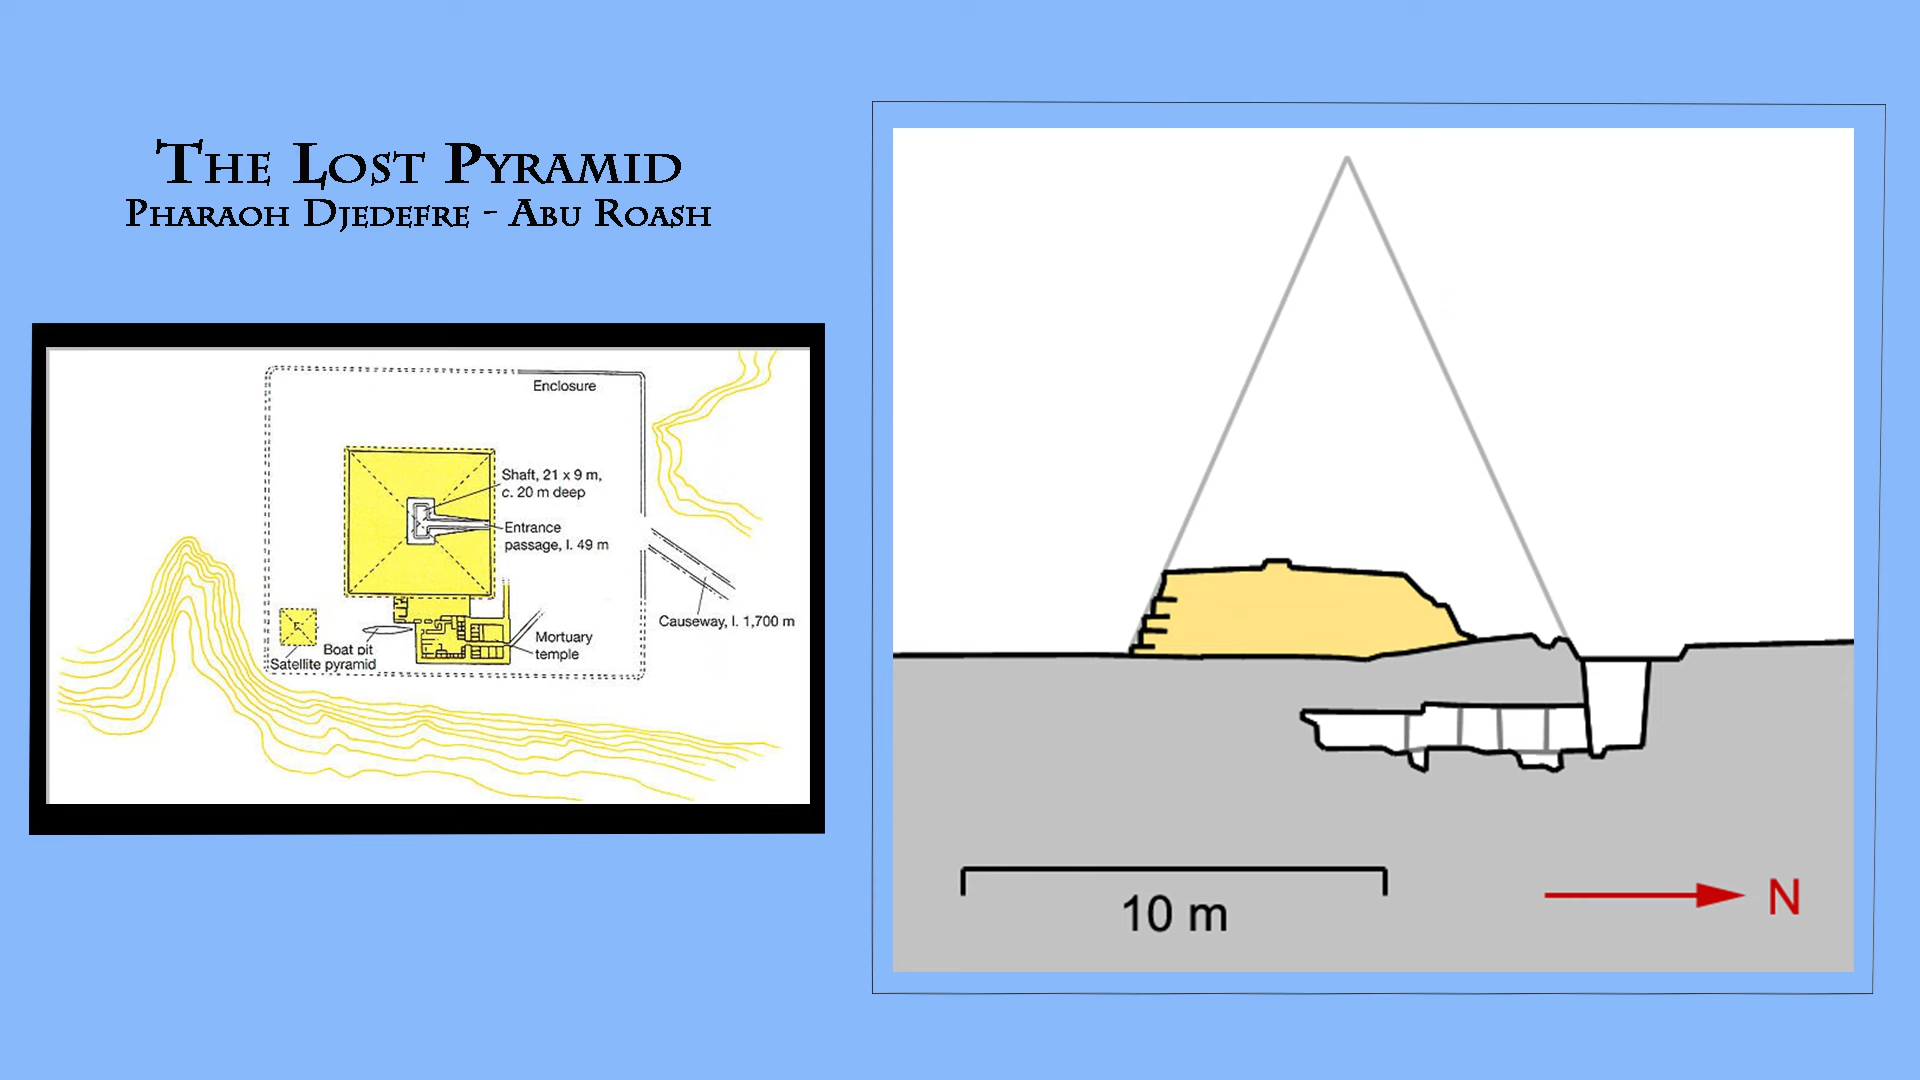 The Lost Pyramid
Pharaoh Djedefre - Abu Roash
Enclosure
Shaft, 21 x 9 m,
c. 20 m deep
Entrance
passage, l. 49 m
Causeway, l. 1,700 m
Mortuary
temple
Boat pit
Satellite pyramid
10 m
N